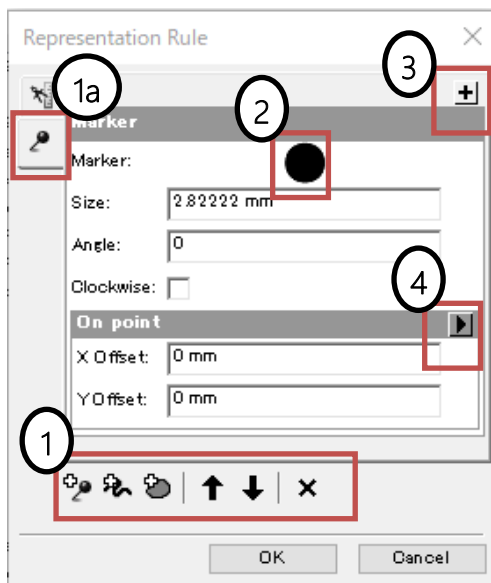 Representation Rule
3
1a
2
Marker
Marker:
Size: 2.82222 mm
Angle: 0
Clockwise:
4
On point
X Offset: 0 mm
Y Offset: 0 mm
1
OK Cancel